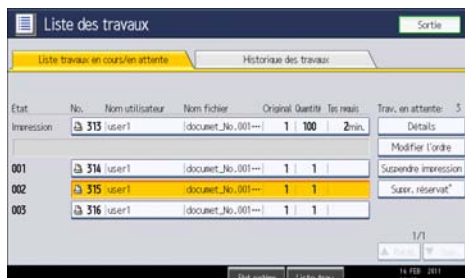 Liste des travaux
Sortie
Liste travaux en cours/en attente
Historique des travaux
Etat No. Nom utilisateur Nom fichier Original Quantité Tps requis Trav. en attente: 3
Impression 313 user1 documet_No.001··· 1 100 2min. Détails
Modifier l'ordre
001 314 user1 documet_No.001··· 1 1 Suspendre impression
002 315 user1 documet_No.001··· 1 1 Suppr. réservat°
003 316 user1 documet_No.001··· 1 1
1/1
14 FEB 2011